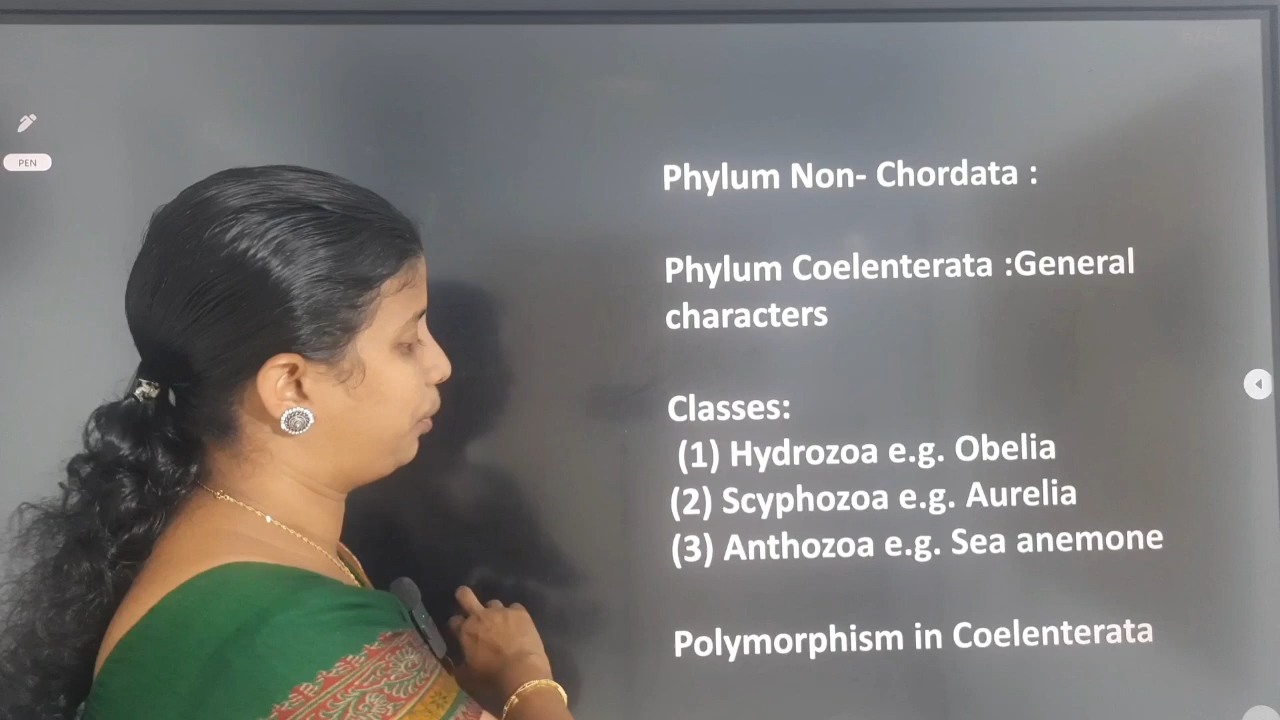 PEN
Phylum Non- Chordata :
Phylum Coelenterata :General
characters
Classes:
(1) Hydrozoa e.g. Obelia
(2) Scyphozoa e.g. Aurelia
(3) Anthozoa e.g. Sea anemone
Polymorphism in Coelenterata